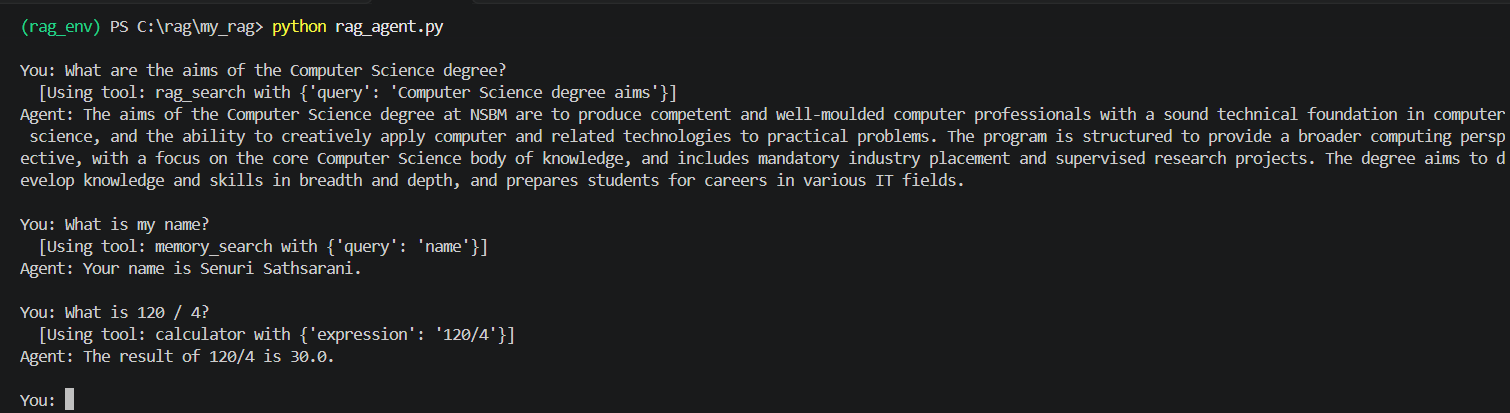 (rag_env) PS C:\rag\my_rag> python rag_agent.py
You: What are the aims of the Computer Science degree?
[Using tool: rag_search with {'query': 'Computer Science degree aims'}]
Agent: The aims of the Computer Science degree at NSBM are to produce competent and well-moulded computer professionals with a sound technical foundation in computer
science, and the ability to creatively apply computer and related technologies to practical problems. The program is structured to provide a broader computing persp
ective, with a focus on the core Computer Science body of knowledge, and includes mandatory industry placement and supervised research projects. The degree aims to d
evelop knowledge and skills in breadth and depth, and prepares students for careers in various IT fields.
You: What is my name?
[Using tool: memory_search with {'query': 'name'}]
Agent: Your name is Senuri Sathsarani.
You: What is 120 / 4?
[Using tool: calculator with {'expression': '120/4'}]
Agent: The result of 120/4 is 30.0.
You: